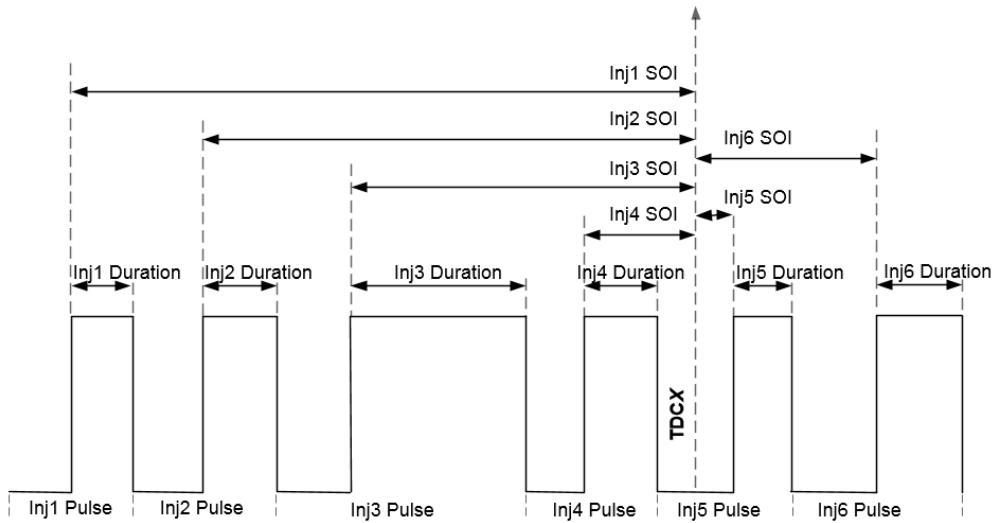 Inj1 SOI
Inj2 SOI
Inj6 SOI
Inj3 SOI
Inj5 SOI
Inj4 SOI
Inj1 Duration
Inj2 Duration
Inj3 Duration
Inj4 Duration
Inj5 Duration
Inj6 Duration
TDCX
Inj1 Pulse
Inj2 Pulse
Inj3 Pulse
Inj4 Pulse
Inj5 Pulse
Inj6 Pulse